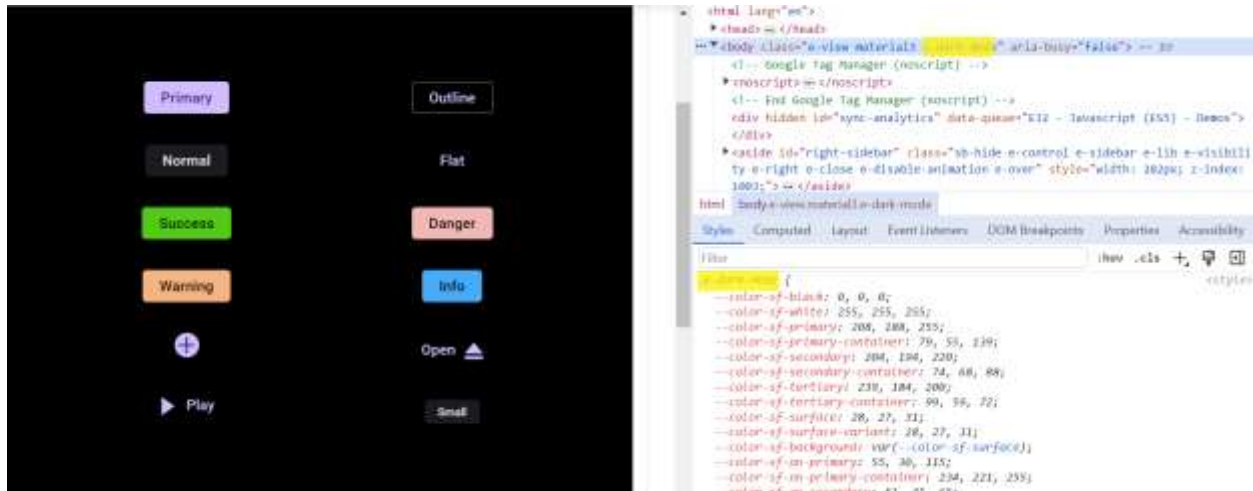 Primary
Outline
Normal
Flat
Success
Danger
Warning
Info
Open
Play
Small
<html lang="en">
<head> </head>
<body class="e-view material3 e-dark-mode" aria-busy="false"> == $0
<!-- Google Tag Manager (noscript) -->
<noscript> </noscript>
<!-- End Google Tag Manager (noscript) -->
<div hidden id="sync-analytics" data-queue="EJ2 - Javascript (ES5) - Demos">
</div>
<aside id="right-sidebar" class="sb-hide e-control e-sidebar e-lib e-visibili
ty e-right e-close e-disable-animation e-over" style="width: 282px; z-index:
1003;"> </aside>
html body.e-view.material3.e-dark-mode
Styles Computed Layout Event Listeners DOM Breakpoints Properties Accessibility
Filter :hov .cls
.e-dark-mode { <style>
--color-sf-black: 0, 0, 0;
--color-sf-white: 255, 255, 255;
--color-sf-primary: 208, 188, 255;
--color-sf-primary-container: 79, 55, 139;
--color-sf-secondary: 204, 194, 220;
--color-sf-secondary-container: 74, 68, 88;
--color-sf-tertiary: 239, 184, 200;
--color-sf-tertiary-container: 99, 59, 72;
--color-sf-surface: 28, 27, 31;
--color-sf-surface-variant: 28, 27, 31;
--color-sf-background: var(--color-sf-surface);
--color-sf-on-primary: 55, 30, 115;
--color-sf-on-primary-container: 234, 221, 255;